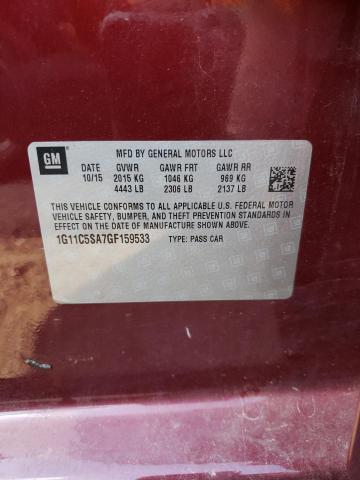 GM
MFD BY GENERAL MOTORS LLC
DATE GVWR GAWR FRT GAWR RR
10/15 2015 KG 1046 KG 969 KG
4443 LB 2306 LB 2137 LB
THIS VEHICLE CONFORMS TO ALL APPLICABLE U.S. FEDERAL MOTOR
VEHICLE SAFETY, BUMPER, AND THEFT PREVENTION STANDARDS
IN EFFECT ON THE DATE OF MANUFACTURE SHOWN ABOVE.
1G11C5SA7GF159533 TYPE: PASS CAR